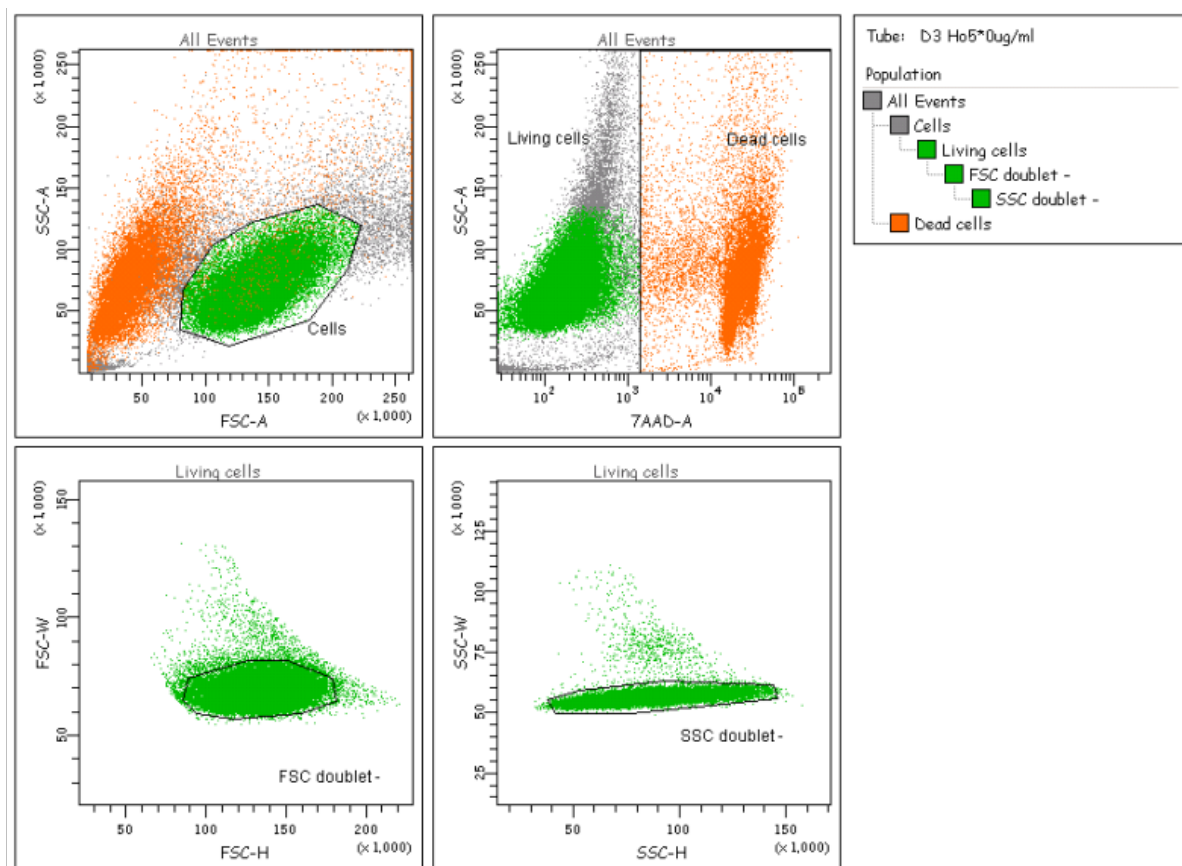 All Events
(x 1,000)
250
200
150
100
50
SSC-A
Cells
50 100 150 200 250
FSC-A (x 1,000)
All Events
(x 1,000)
250
200
150
100
50
SSC-A
Living cells
Dead cells
10^2 10^3 10^4 10^5
7AAD-A
Tube: D3 Ho5*0ug/ml
Population
All Events
Cells
Living cells
FSC doublet -
SSC doublet -
Dead cells
Living cells
(x 1,000)
150
100
50
FSC-W
FSC doublet -
50 100 150 200
FSC-H (x 1,000)
Living cells
(x 1,000)
125
100
75
50
25
SSC-W
SSC doublet -
50 100 150
SSC-H (x 1,000)